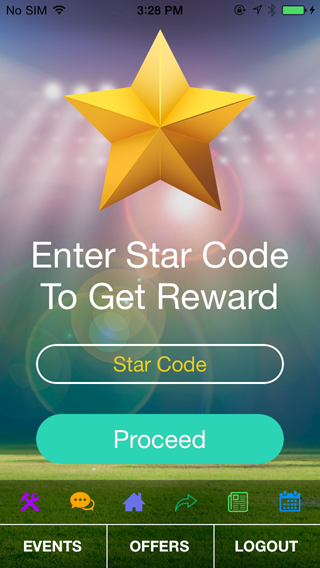 No SIM 3:28 PM
Enter Star Code
To Get Reward
Star Code
Proceed
EVENTS OFFERS LOGOUT